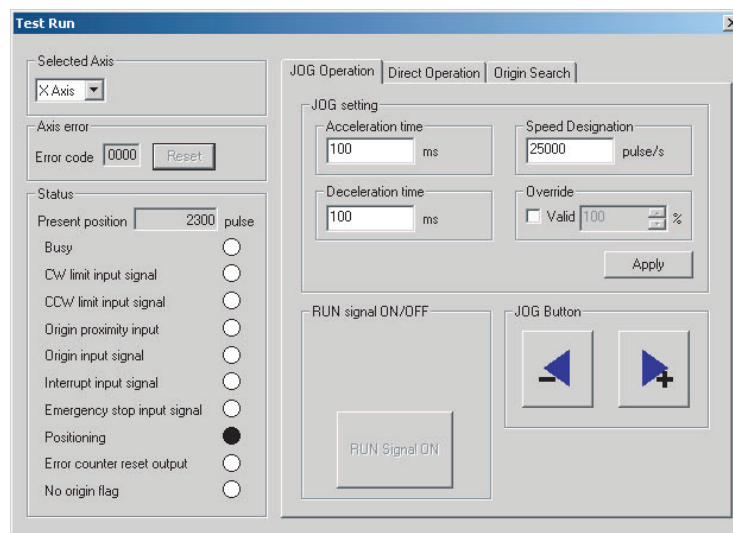 Test Run
Selected Axis
X Axis
Axis error
Error code 0000 Reset
Status
Present position 2300 pulse
Busy
CW limit input signal
CCW limit input signal
Origin proximity input
Origin input signal
Interrupt input signal
Emergency stop input signal
Positioning
Error counter reset output
No origin flag
JOG Operation Direct Operation Origin Search
JOG setting
Acceleration time
100 ms
Speed Designation
25000 pulse/s
Deceleration time
100 ms
Override
Valid 100 %
Apply
RUN signal ON/OFF
RUN Signal ON
JOG Button
-
+